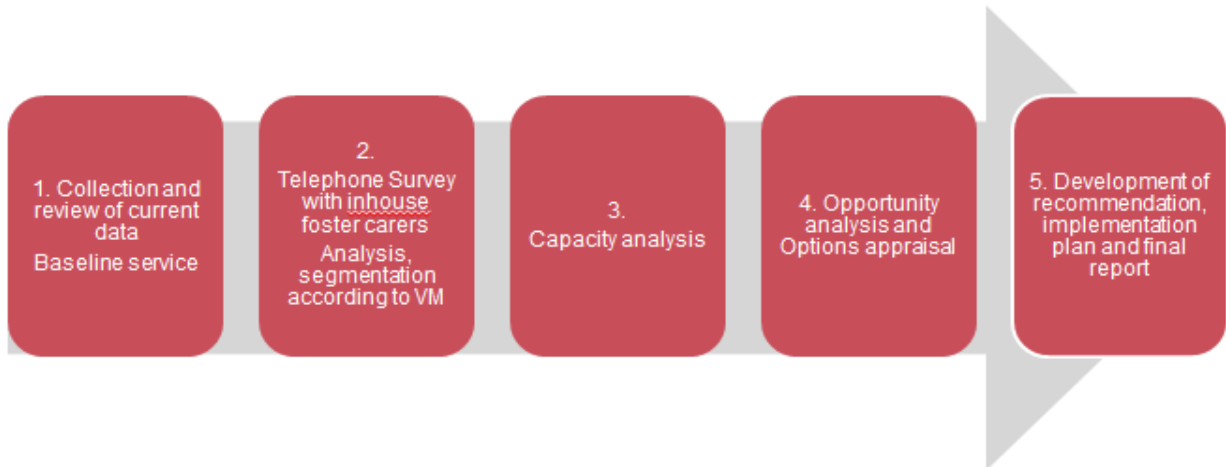 1. Collection and
review of current
data
Baseline service
2.
Telephone Survey
with inhouse
foster carers
Analysis,
segmentation
according to VM
3.
Capacity analysis
4. Opportunity
analysis and
Options appraisal
5. Development of
recommendation,
implementation
plan and final
report